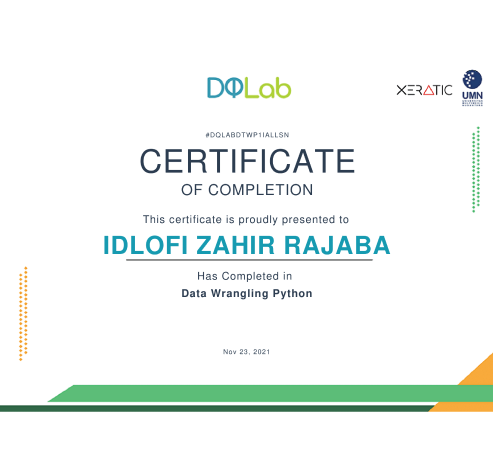 DQLab
XERATIC
UMN
#DQLABDTWP1IALLSN
CERTIFICATE
OF COMPLETION
This certificate is proudly presented to
IDLOFI ZAHIR RAJABA
Has Completed in
Data Wrangling Python
Nov 23, 2021